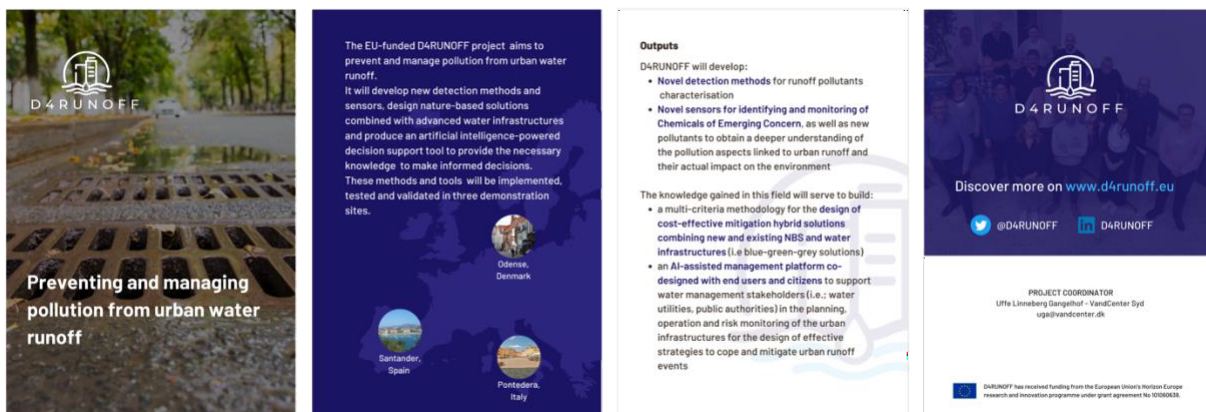 D4RUNOFF
Preventing and managing
pollution from urban water
runoff
The EU-funded D4RUNOFF project aims to
prevent and manage pollution from urban water
runoff.
It will develop new detection methods and
sensors, design nature-based solutions
combined with advanced water infrastructures
and produce an artificial intelligence-powered
decision support tool to provide the necessary
knowledge to make informed decisions.
These methods and tools will be implemented,
tested and validated in three demonstration
sites.
Odense,
Denmark
Santander,
Spain
Pontedera,
Italy
Outputs
D4RUNOFF will develop:
• Novel detection methods for runoff pollutants
characterisation
• Novel sensors for identifying and monitoring of
Chemicals of Emerging Concern, as well as new
pollutants to obtain a deeper understanding of
the pollution aspects linked to urban runoff and
their actual impact on the environment
The knowledge gained in this field will serve to build:
• a multi-criteria methodology for the design of
cost-effective mitigation hybrid solutions
combining new and existing NBS and water
infrastructures (i.e blue-green-grey solutions)
• an AI-assisted management platform co-
designed with end users and citizens to support
water management stakeholders (i.e.; water
utilities, public authorities) in the planning,
operation and risk monitoring of the urban
infrastructures for the design of effective
strategies to cope and mitigate urban runoff
events
D4RUNOFF
Discover more on www.d4runoff.eu
@D4RUNOFF
D4RUNOFF
PROJECT COORDINATOR
Uffe Linneberg Gangelhof - VandCenter Syd
uga@vandcenter.dk
D4RUNOFF has received funding from the European Union's Horizon Europe
research and innovation programme under grant agreement No 101060638.